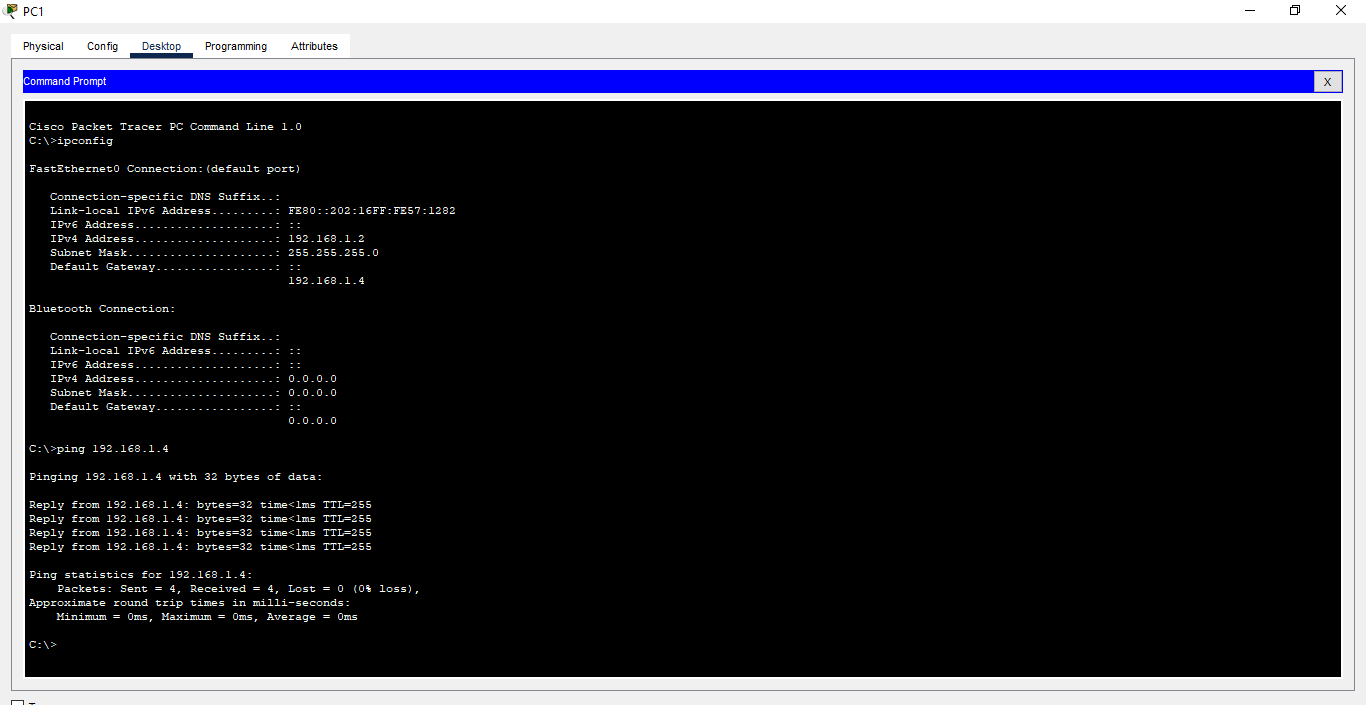 PC1
Physical Config Desktop Programming Attributes
Command Prompt X
Cisco Packet Tracer PC Command Line 1.0
C:\>ipconfig
FastEthernet0 Connection:(default port)
Connection-specific DNS Suffix..:
Link-local IPv6 Address.........: FE80::202:16FF:FE57:1282
IPv6 Address....................: ::
IPv4 Address....................: 192.168.1.2
Subnet Mask.....................: 255.255.255.0
Default Gateway.................: ::
192.168.1.4
Bluetooth Connection:
Connection-specific DNS Suffix..:
Link-local IPv6 Address.........: ::
IPv6 Address....................: ::
IPv4 Address....................: 0.0.0.0
Subnet Mask.....................: 0.0.0.0
Default Gateway.................: ::
0.0.0.0
C:\>ping 192.168.1.4
Pinging 192.168.1.4 with 32 bytes of data:
Reply from 192.168.1.4: bytes=32 time<1ms TTL=255
Reply from 192.168.1.4: bytes=32 time<1ms TTL=255
Reply from 192.168.1.4: bytes=32 time<1ms TTL=255
Reply from 192.168.1.4: bytes=32 time<1ms TTL=255
Ping statistics for 192.168.1.4:
Packets: Sent = 4, Received = 4, Lost = 0 (0% loss),
Approximate round trip times in milli-seconds:
Minimum = 0ms, Maximum = 0ms, Average = 0ms
C:\>